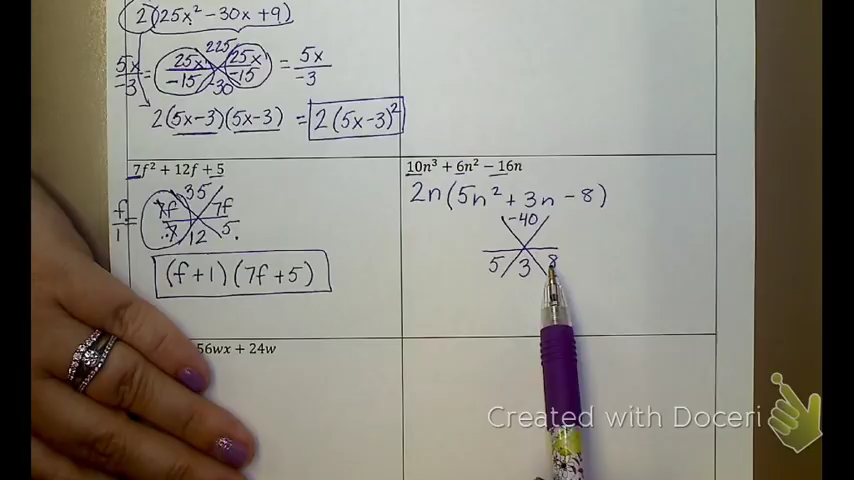 2(25x² - 30x + 9)
225
5x/-3 = 25x/-15 25x/-15 = 5x/-3
-30
2(5x-3)(5x-3) = 2(5x-3)²
7f² + 12f + 5
35
f/1 = 7f/7 7f/5
12
(f+1)(7f+5)
10n³ + 6n² − 16n
2n(5n² + 3n - 8)
-40
5 3 8
56wx + 24w
Created with Doceri